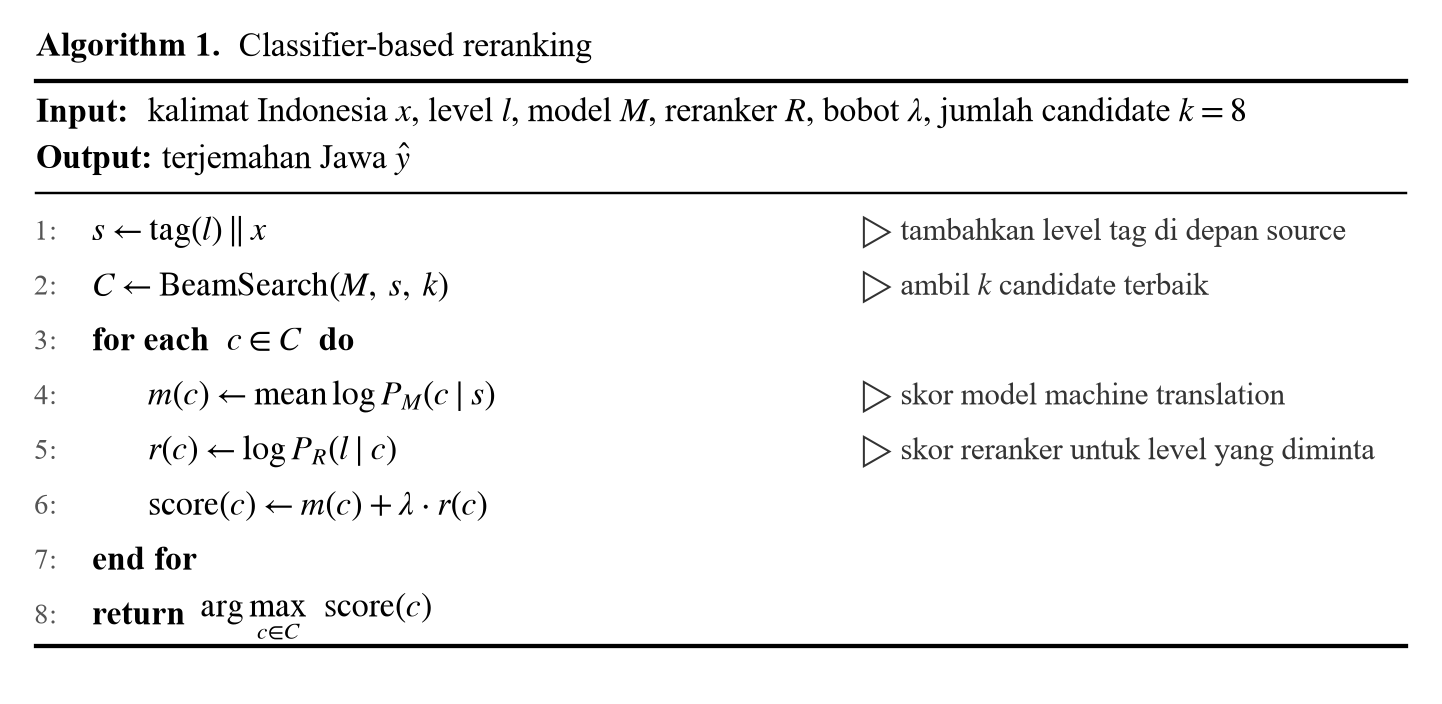 Algorithm 1. Classifier-based reranking
Input: kalimat Indonesia x, level l, model M, reranker R, bobot λ, jumlah candidate k = 8
Output: terjemahan Jawa ŷ
1: s ← tag(l) || x ▷ tambahkan level tag di depan source
2: C ← BeamSearch(M, s, k) ▷ ambil k candidate terbaik
3: for each c ∈ C do
4: m(c) ← mean log P_M(c | s) ▷ skor model machine translation
5: r(c) ← log P_R(l | c) ▷ skor reranker untuk level yang diminta
6: score(c) ← m(c) + λ · r(c)
7: end for
8: return arg max score(c)
c∈C